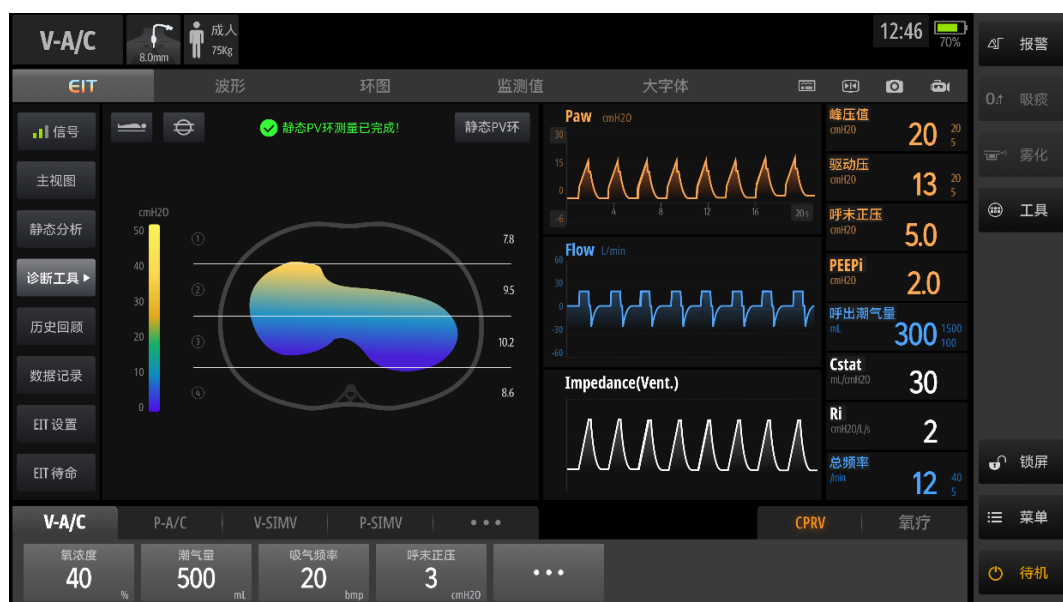 V-A/C
8.0mm
成人
75Kg
12:46
70%
EIT
波形
环图
监测值
大字体
信号
主视图
静态分析
诊断工具
历史回顾
数据记录
EIT 设置
EIT 待命
静态PV环测量已完成!
静态PV环
cmH2O
50
40
30
20
10
0
①
②
③
④
7.8
9.5
10.2
8.6
Paw cmH2O
30
15
0
-6
4
8
12
16
20s
Flow L/min
60
30
0
-30
-60
Impedance(Vent.)
峰压值
cmH2O
20
20
5
驱动压
cmH2O
13
20
5
呼末正压
cmH2O
5.0
PEEPi
cmH2O
2.0
呼出潮气量
mL
300
1500
100
Cstat
mL/cmH2O
30
Ri
cmH2O/L/s
2
总频率
/min
12
40
5
报警
吸痰
雾化
工具
锁屏
菜单
待机
V-A/C
P-A/C
V-SIMV
P-SIMV
CPRV
氧疗
氧浓度
40
%
潮气量
500
mL
吸气频率
20
bmp
呼末正压
3
cmH2O